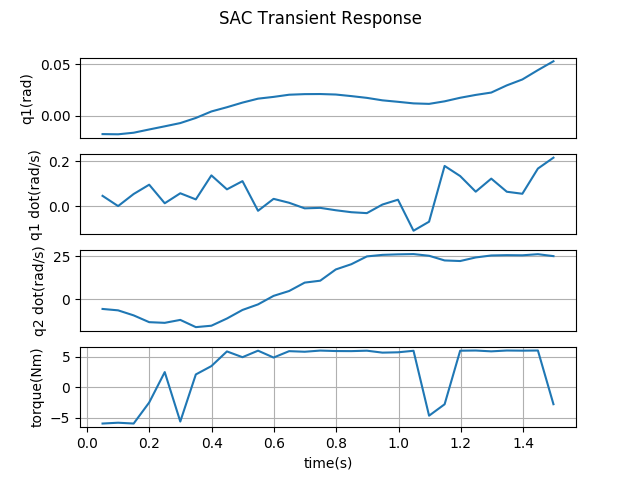 SAC Transient Response
0.05
0.00
q1(rad)
0.2
0.0
q1 dot(rad/s)
25
0
q2 dot(rad/s)
5
0
−5
torque(Nm)
0.0 0.2 0.4 0.6 0.8 1.0 1.2 1.4
time(s)